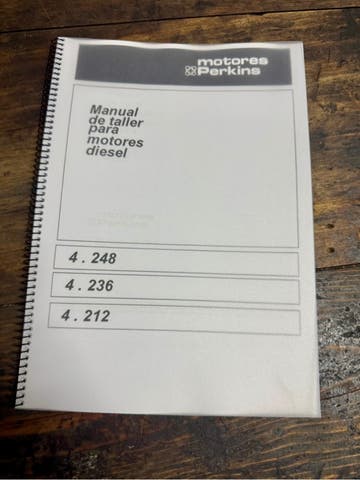 motores
Perkins
Manual
de taller
para
motores
diesel
4 . 248
4 . 236
4 . 212